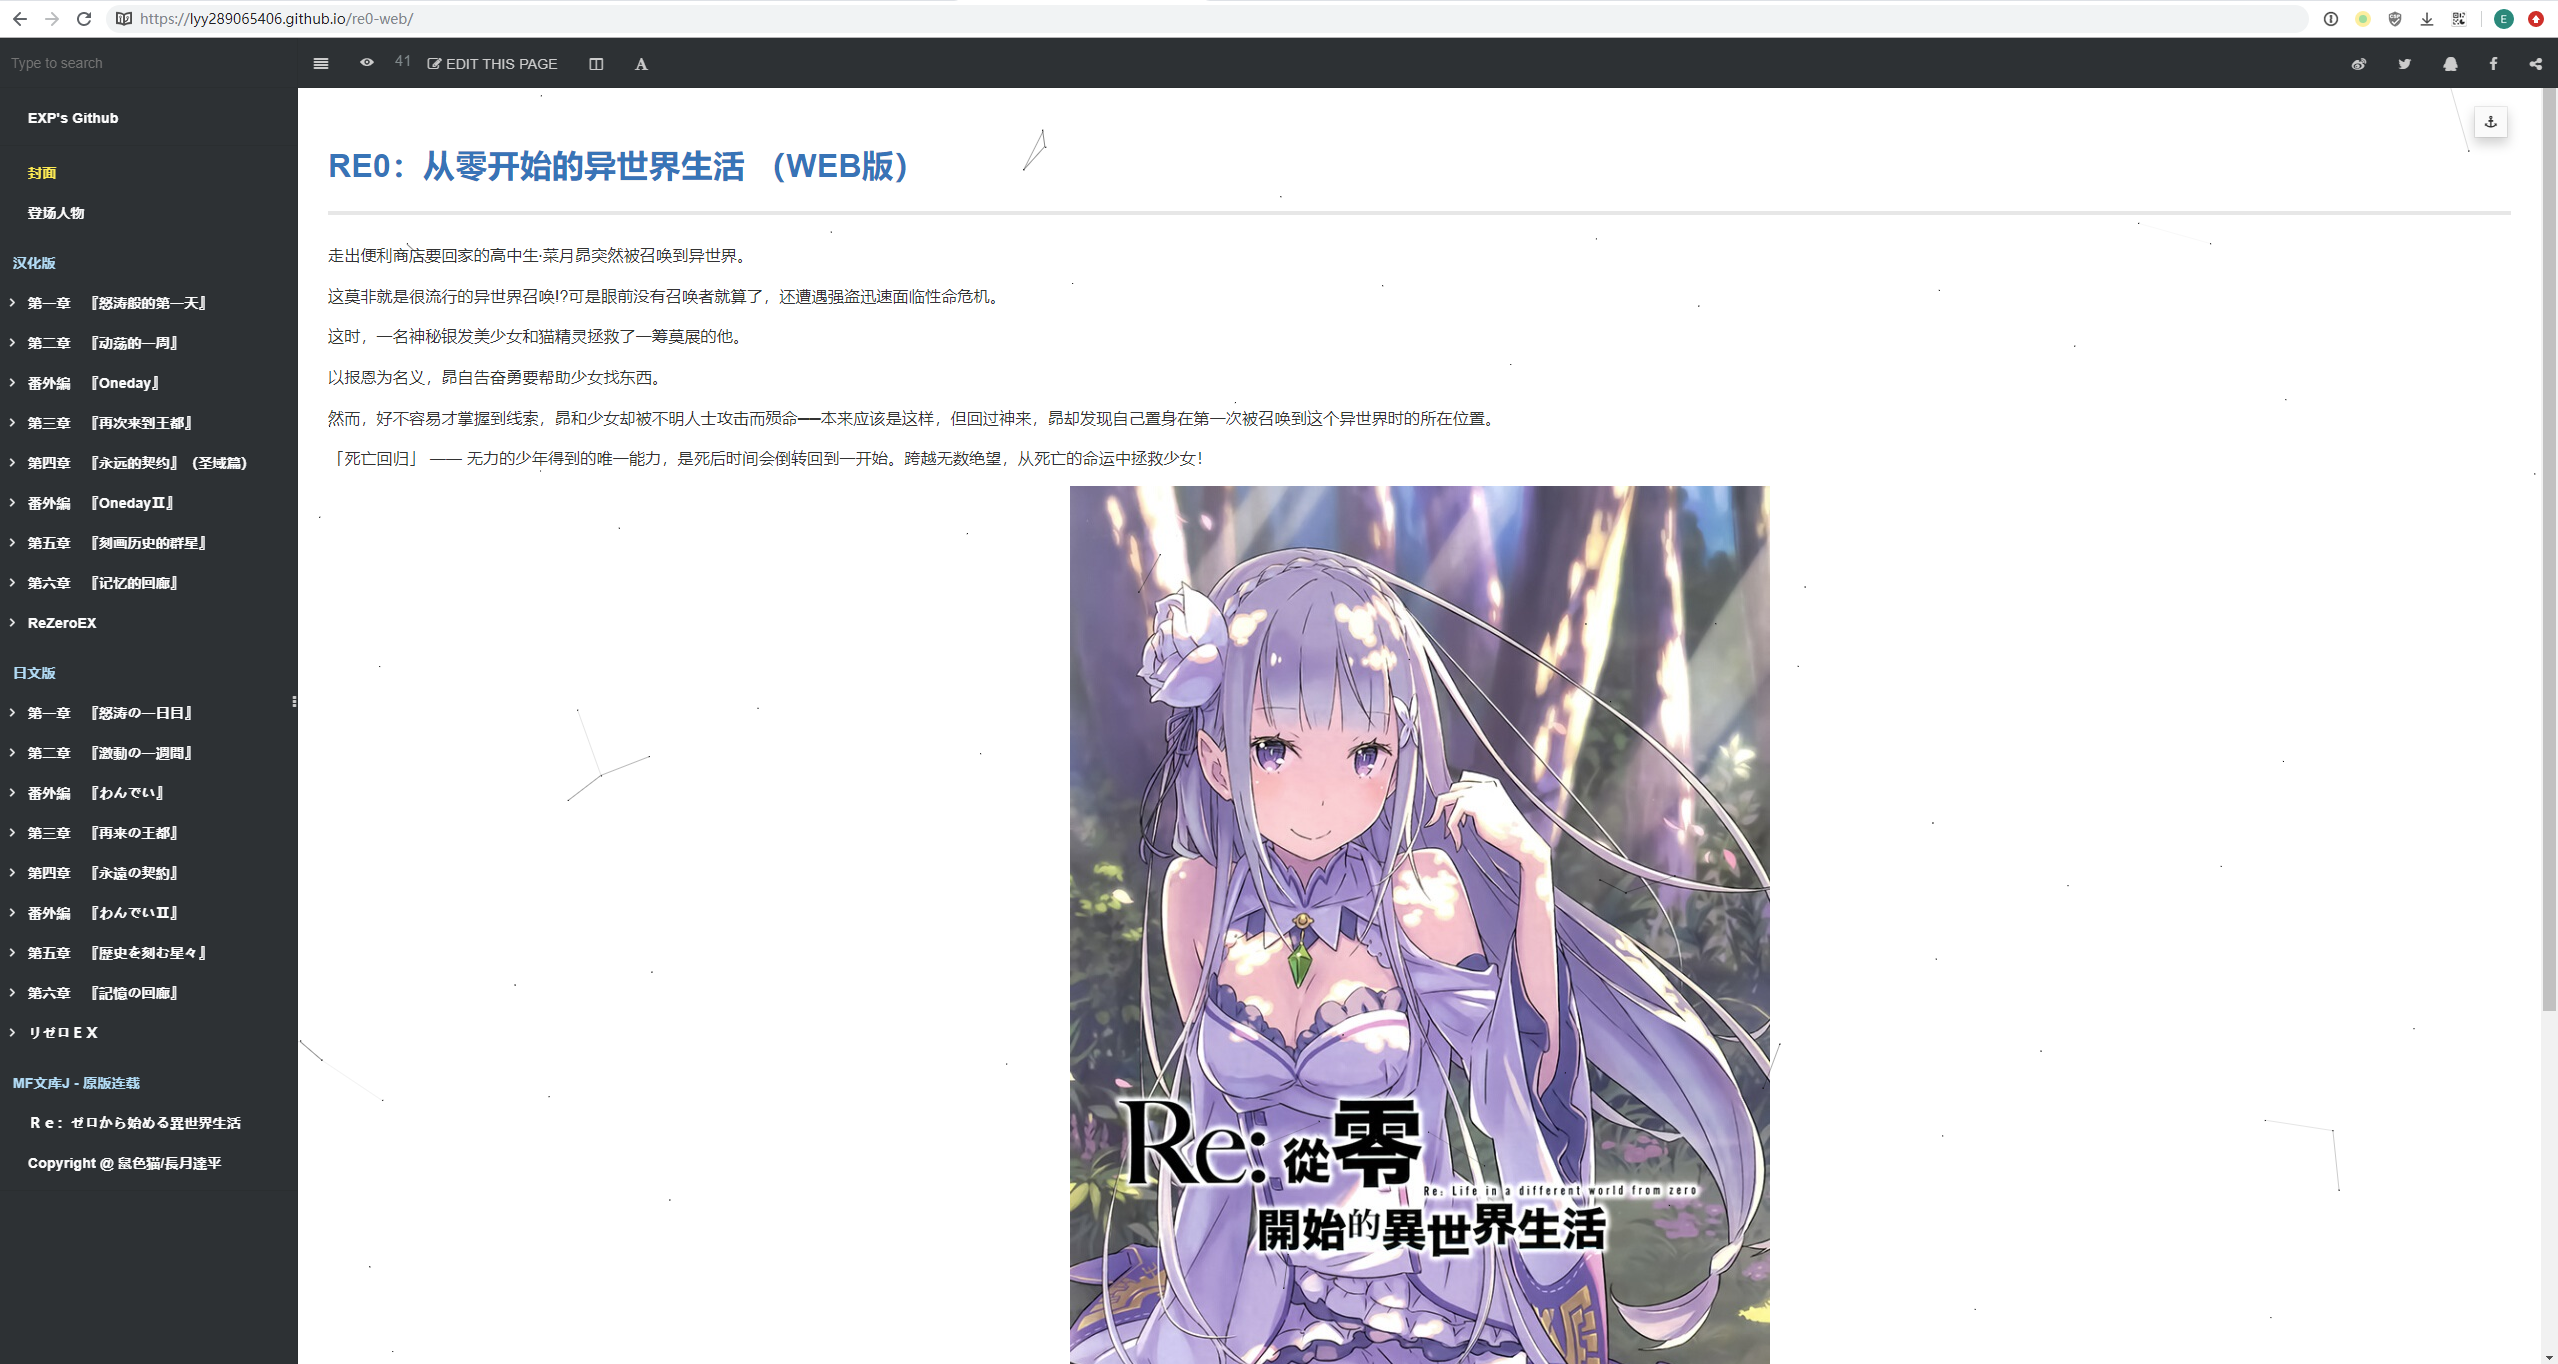 https://lyy289065406.github.io/re0-web/
E
Type to search
41
EDIT THIS PAGE
A
EXP's Github
封面
登场人物
汉化版
第一章 『怒涛般的第一天』
第二章 『动荡的一周』
番外编 『Oneday』
第三章 『再次来到王都』
第四章 『永远的契约』（圣域篇）
番外编 『OnedayⅡ』
第五章 『刻画历史的群星』
第六章 『记忆的回廊』
ReZeroEX
日文版
第一章 『怒涛の一日目』
第二章 『激動の一週間』
番外编 『わんでい』
第三章 『再来の王都』
第四章 『永遠の契約』
番外编 『わんでいⅡ』
第五章 『歴史を刻む星々』
第六章 『記憶の回廊』
リゼロＥＸ
MF文库J - 原版连载
Ｒｅ：ゼロから始める異世界生活
Copyright @ 鼠色猫/長月達平
RE0：从零开始的异世界生活 （WEB版）
走出便利商店要回家的高中生·菜月昴突然被召唤到异世界。
这莫非就是很流行的异世界召唤!?可是眼前没有召唤者就算了，还遭遇强盗迅速面临性命危机。
这时，一名神秘银发美少女和猫精灵拯救了一筹莫展的他。
以报恩为名义，昴自告奋勇要帮助少女找东西。
然而，好不容易才掌握到线索，昴和少女却被不明人士攻击而殒命──本来应该是这样，但回过神来，昴却发现自己置身在第一次被召唤到这个异世界时的所在位置。
「死亡回归」 —— 无力的少年得到的唯一能力，是死后时间会倒转回到一开始。跨越无数绝望，从死亡的命运中拯救少女！
Re:從零
Re: Life in a different world from zero
開始的異世界生活